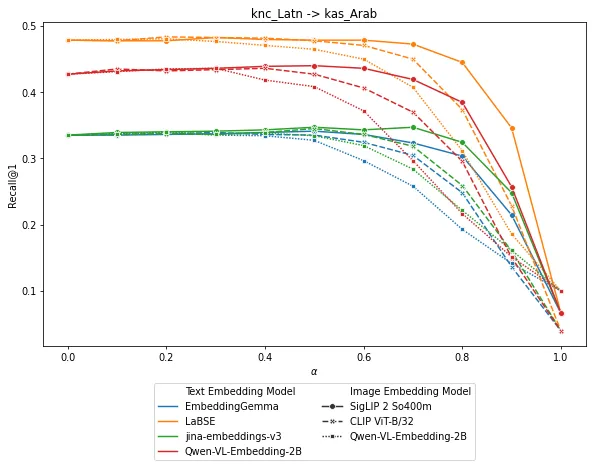 knc_Latn -> kas_Arab
Recall@1
0.5
0.4
0.3
0.2
0.1
0.0
0.2
0.4
0.6
0.8
1.0
α
Text Embedding Model
EmbeddingGemma
LaBSE
jina-embeddings-v3
Qwen-VL-Embedding-2B
Image Embedding Model
SigLIP 2 So400m
CLIP ViT-B/32
Qwen-VL-Embedding-2B